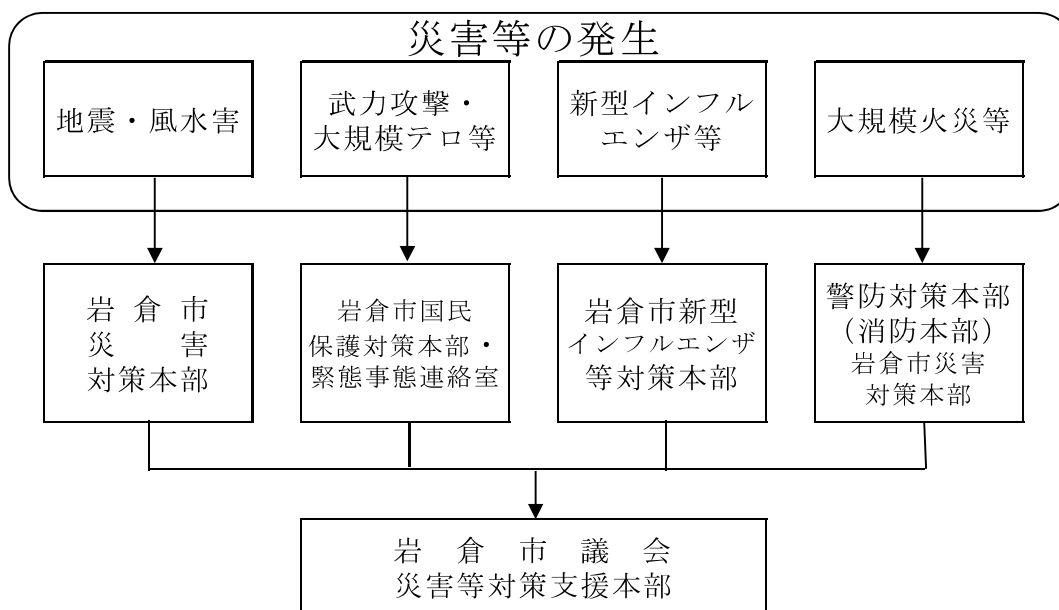 災害等の発生
地震・風水害
武力攻撃・
大規模テロ等
新型インフル
エンザ等
大規模火災等
岩倉市
災害
対策本部
岩倉市国民
保護対策本部・
緊態事態連絡室
岩倉市新型
インフルエンザ
等対策本部
警防対策本部
（消防本部）
岩倉市災害
対策本部
岩倉市議会
災害等対策支援本部